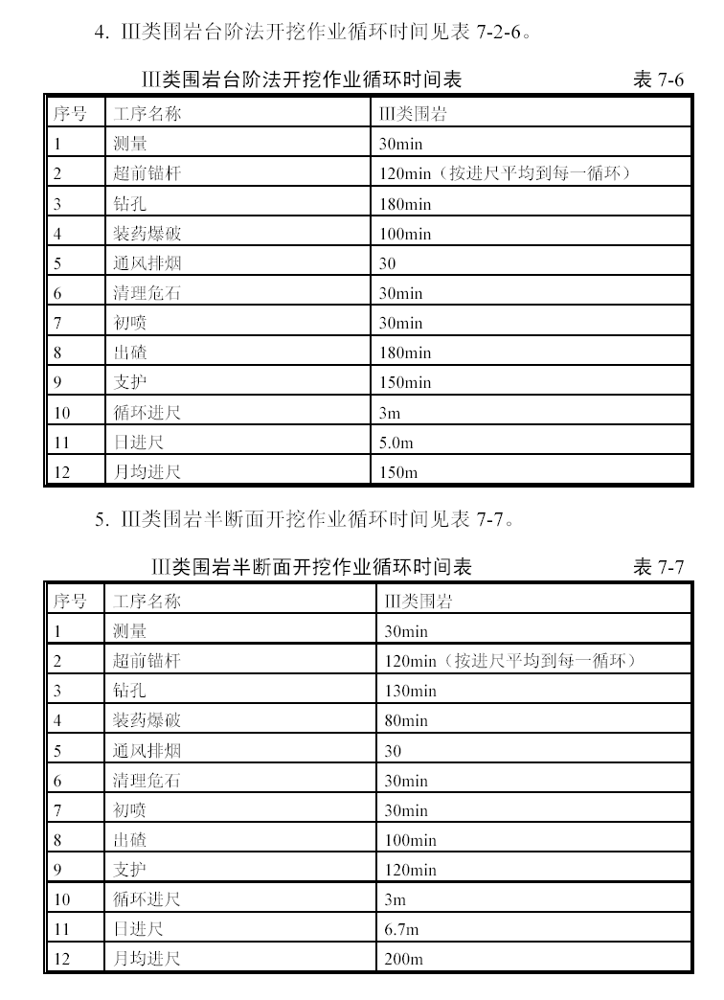 4. Ⅲ类围岩台阶法开挖作业循环时间见表 7-2-6。
Ⅲ类围岩台阶法开挖作业循环时间表 表 7-6
序号 工序名称 Ⅲ类围岩
1 测量 30min
2 超前锚杆 120min（按进尺平均到每一循环）
3 钻孔 180min
4 装药爆破 100min
5 通风排烟 30
6 清理危石 30min
7 初喷 30min
8 出碴 180min
9 支护 150min
10 循环进尺 3m
11 日进尺 5.0m
12 月均进尺 150m
5. Ⅲ类围岩半断面开挖作业循环时间见表 7-7。
Ⅲ类围岩半断面开挖作业循环时间表 表 7-7
序号 工序名称 Ⅲ类围岩
1 测量 30min
2 超前锚杆 120min（按进尺平均到每一循环）
3 钻孔 130min
4 装药爆破 80min
5 通风排烟 30
6 清理危石 30min
7 初喷 30min
8 出碴 100min
9 支护 120min
10 循环进尺 3m
11 日进尺 6.7m
12 月均进尺 200m